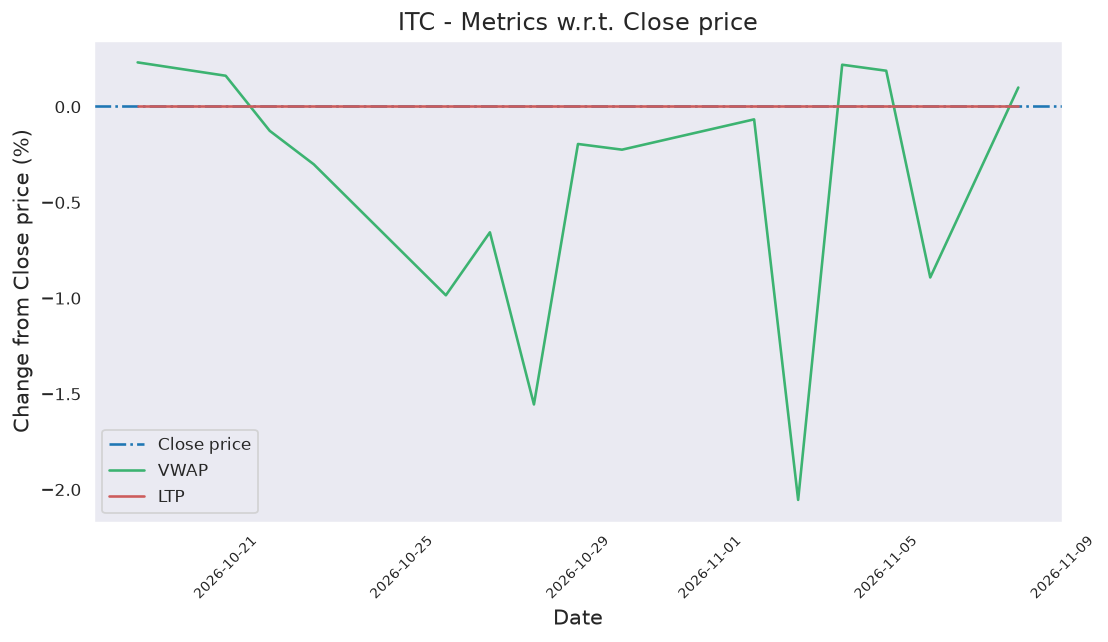 ITC - Metrics w.r.t. Close price
Change from Close price (%)
0.0
−0.5
−1.0
−1.5
−2.0
Close price
VWAP
LTP
2026-10-21
2026-10-25
2026-10-29
2026-11-01
2026-11-05
2026-11-09
Date